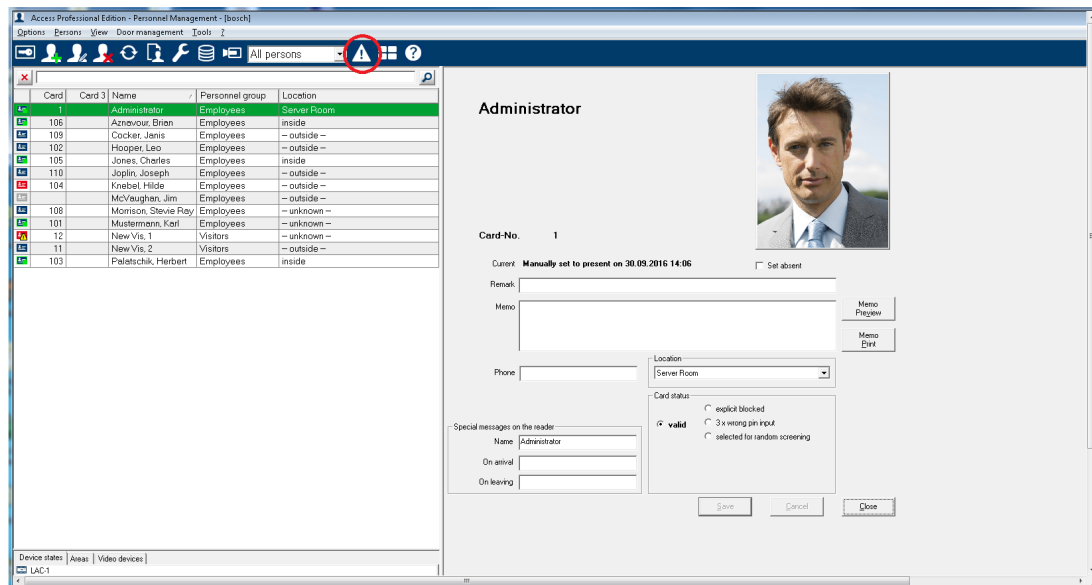 Access Professional Edition - Personnel Management - [bosch]
Options Persons View Door management Tools ?
All persons
Card Card 3 Name Personnel group Location
1 Administrator Employees Server Room
106 Aznavour, Brian Employees inside
109 Cocker, Janis Employees – outside –
102 Hooper, Leo Employees – outside –
105 Jones, Charles Employees inside
110 Joplin, Joseph Employees – outside –
104 Knebel, Hilde Employees – outside –
McVaughan, Jim Employees – outside –
108 Morrison, Stevie Ray Employees – unknown –
101 Mustermann, Karl Employees – unknown –
12 New Vis, 1 Visitors – unknown –
11 New Vis, 2 Visitors – outside –
103 Palatschik, Herbert Employees inside
Device states Areas Video devices
LAC-1
Administrator
Card-No. 1
Current Manually set to present on 30.09.2016 14:06 Set absent
Remark
Memo
Memo
Preview
Memo
Print
Location
Phone Server Room
Card status
explicit blocked
valid 3 x wrong pin input
selected for random screening
Special messages on the reader
Name Administrator
On arrival
On leaving
Save Cancel Close